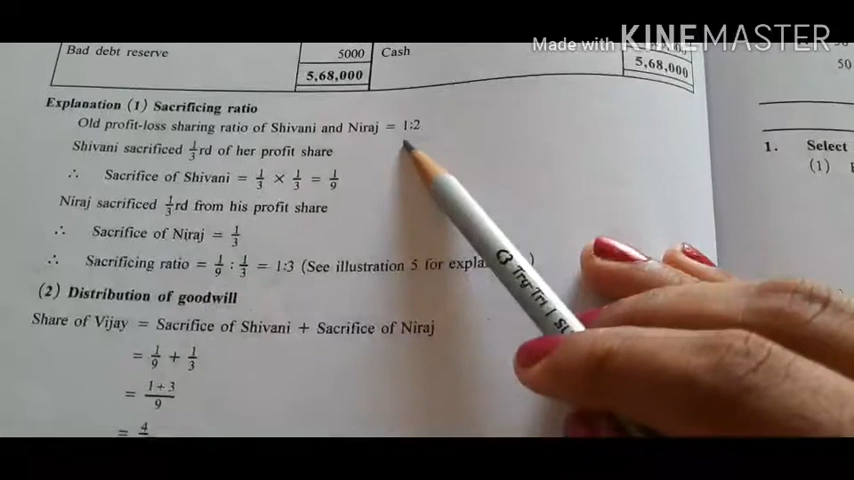 Made with KINEMASTER
Bad debt reserve 5000 Cash
5,68,000 5,68,000
50
Explanation (1) Sacrificing ratio
Old profit-loss sharing ratio of Shivani and Niraj = 1:2
Shivani sacrificed 1/3rd of her profit share
∴ Sacrifice of Shivani = 1/3 × 1/3 = 1/9
Niraj sacrificed 1/3rd from his profit share
∴ Sacrifice of Niraj = 1/3
∴ Sacrificing ratio = 1/9 : 1/3 = 1:3 (See illustration 5 for expla )
(2) Distribution of goodwill
Share of Vijay = Sacrifice of Shivani + Sacrifice of Niraj
= 1/9 + 1/3
= 1+3/9
= 4
1. Select
(1)
C3 Try-Tri